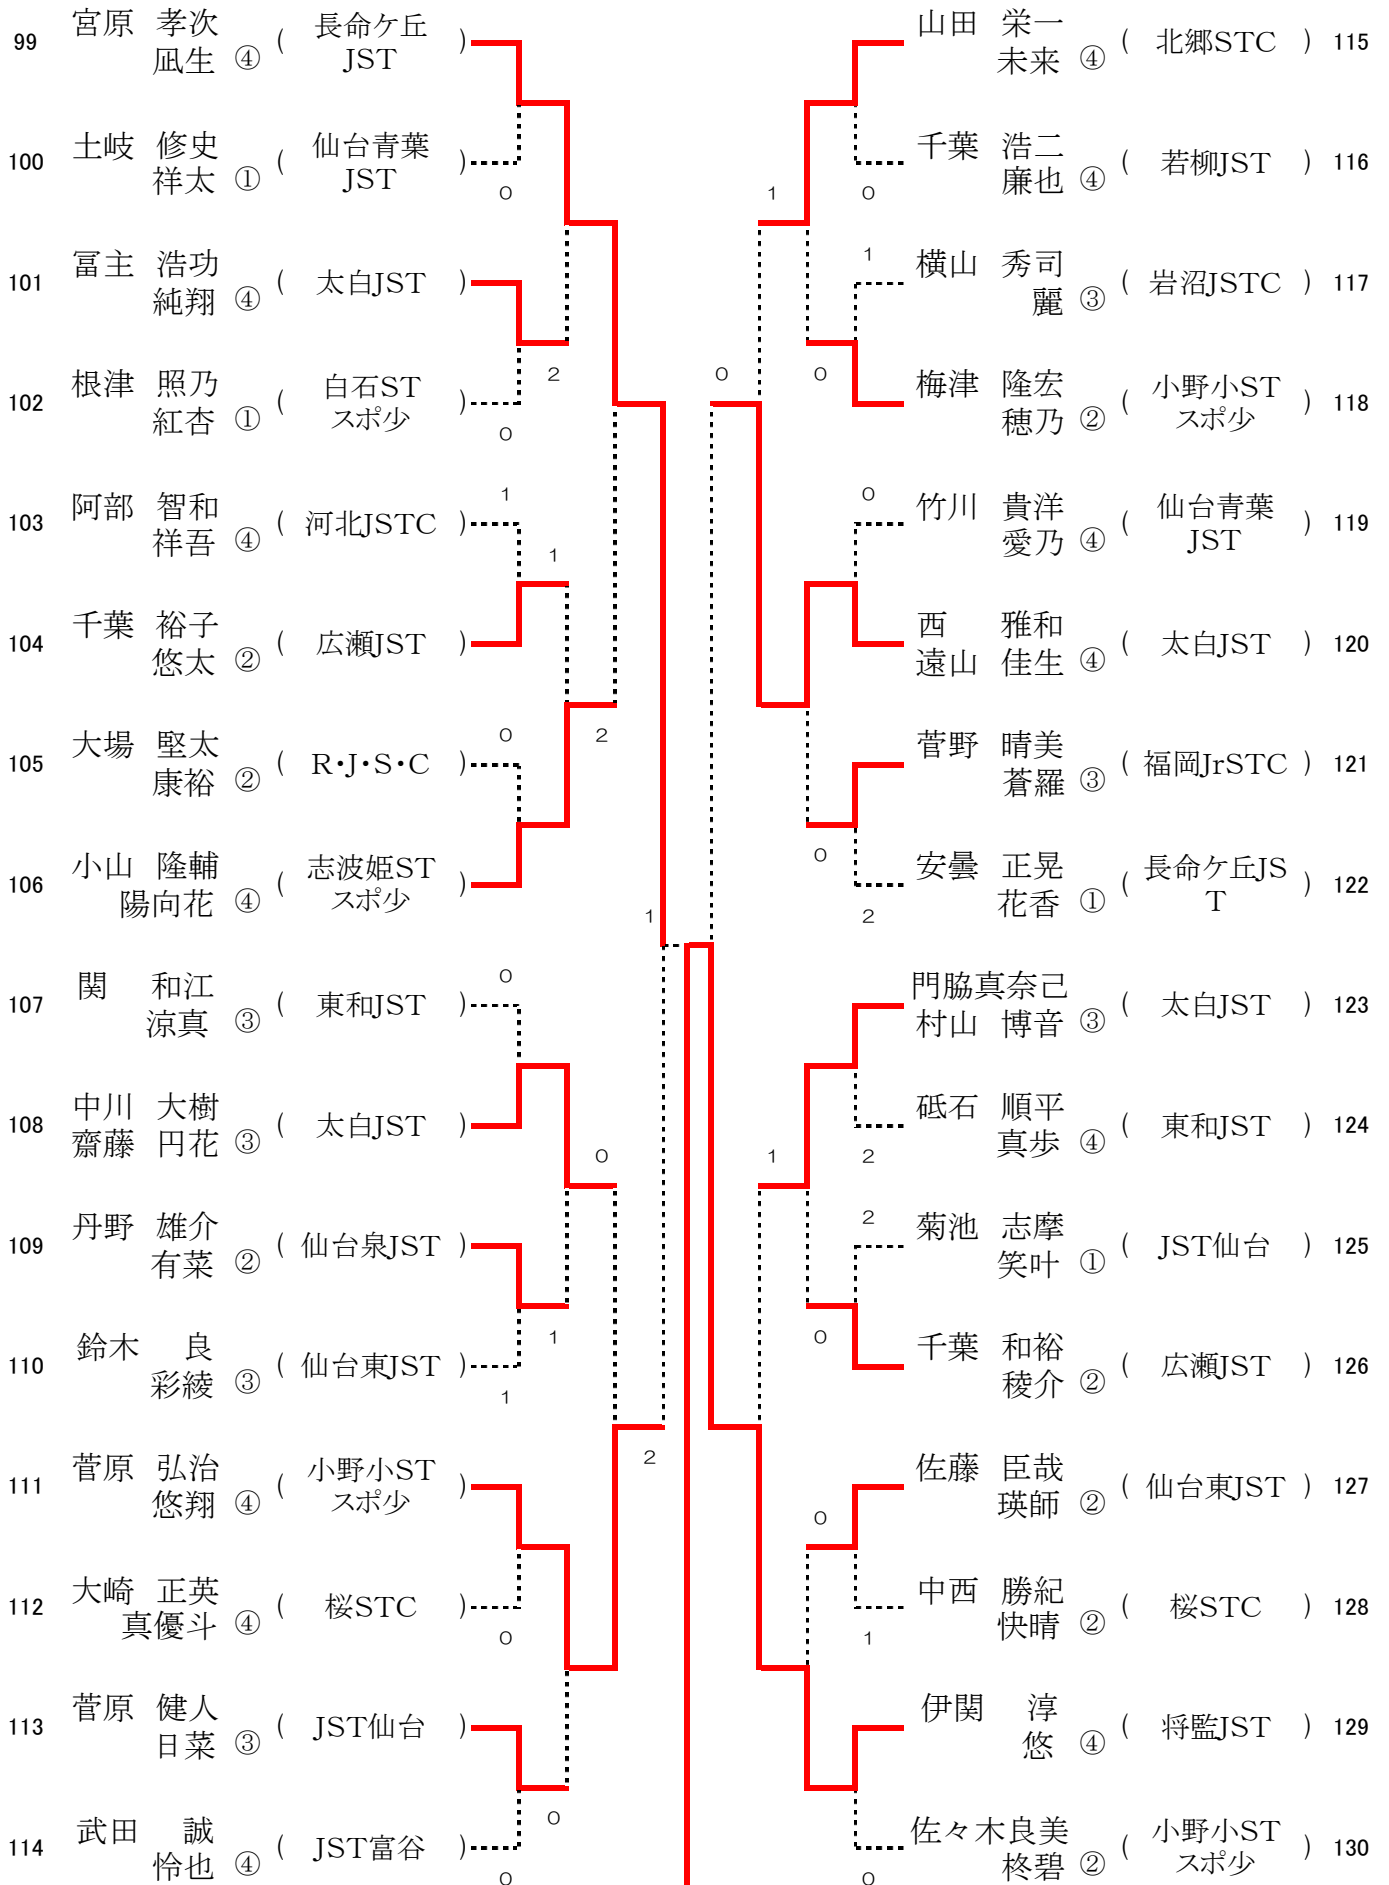 99 宮原 孝次 ( 長命ケ丘 )
凪生 ④ JST
100 土岐 修史 ( 仙台青葉 )
祥太 ① JST
0
101 冨主 浩功 ( 太白JST )
純翔 ④
2
102 根津 照乃 ( 白石ST )
紅杏 ① スポ少
0
1
103 阿部 智和 ( 河北JSTC )
祥吾 ④
1
104 千葉 裕子 ( 広瀬JST )
悠太 ②
0 2
105 大場 堅太 ( R・J・S・C )
康裕 ②
106 小山 隆輔 ( 志波姫ST )
陽向花 ④ スポ少
1
0
107 関 和江 ( 東和JST )
涼真 ③
108 中川 大樹 ( 太白JST )
齋藤 円花 ③
0
109 丹野 雄介 ( 仙台泉JST )
有菜 ②
1
110 鈴木 良 ( 仙台東JST )
彩綾 ③
1
2
111 菅原 弘治 ( 小野小ST )
悠翔 ④ スポ少
112 大崎 正英 ( 桜STC )
真優斗 ④
0
113 菅原 健人 ( JST仙台 )
日菜 ③
0
114 武田 誠 ( JST富谷 )
怜也 ④
0
山田 栄一 ( 北郷STC ) 115
未来 ④
千葉 浩二 ( 若柳JST ) 116
廉也 ④
1 0
1
横山 秀司 ( 岩沼JSTC ) 117
麗 ③
0 0
梅津 隆宏 ( 小野小ST ) 118
穂乃 ② スポ少
0
竹川 貴洋 ( 仙台青葉 ) 119
愛乃 ④ JST
西 雅和 ( 太白JST ) 120
遠山 佳生 ④
菅野 晴美 ( 福岡JrSTC ) 121
蒼羅 ③
0
安曇 正晃 ( 長命ケ丘JS ) 122
花香 ① T
2
門脇真奈己 ( 太白JST ) 123
村山 博音 ③
砥石 順平 ( 東和JST ) 124
真歩 ④
1 2
2
菊池 志摩 ( JST仙台 ) 125
笑叶 ①
0
千葉 和裕 ( 広瀬JST ) 126
稜介 ②
佐藤 臣哉 ( 仙台東JST ) 127
瑛師 ②
0
中西 勝紀 ( 桜STC ) 128
快晴 ②
1
伊関 淳 ( 将監JST ) 129
悠 ④
佐々木良美 ( 小野小ST ) 130
柊碧 ② スポ少
0